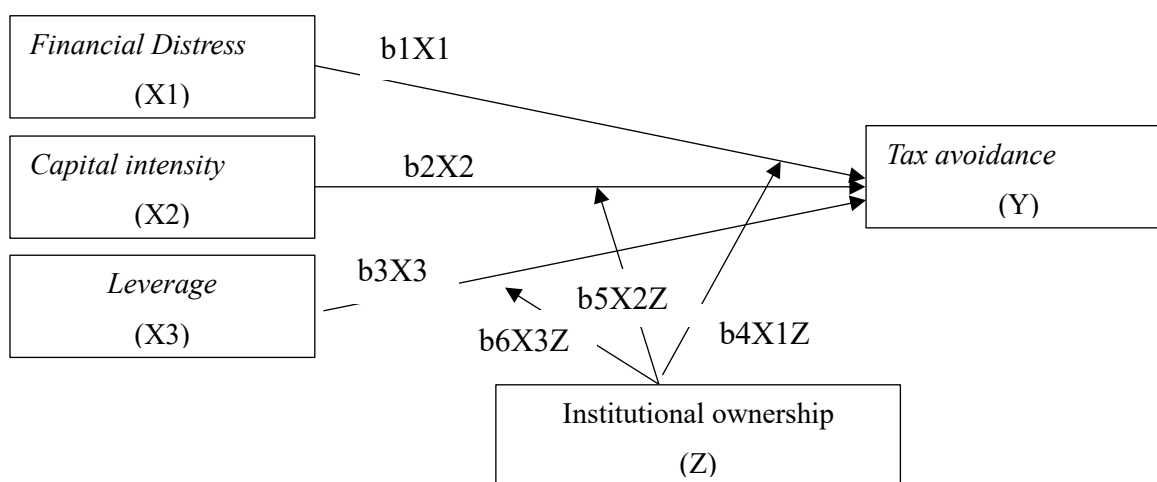 Financial Distress
(X1)
b1X1
Capital intensity
(X2)
b2X2
Tax avoidance
(Y)
Leverage
(X3)
b3X3
b5X2Z
b6X3Z
b4X1Z
Institutional ownership
(Z)